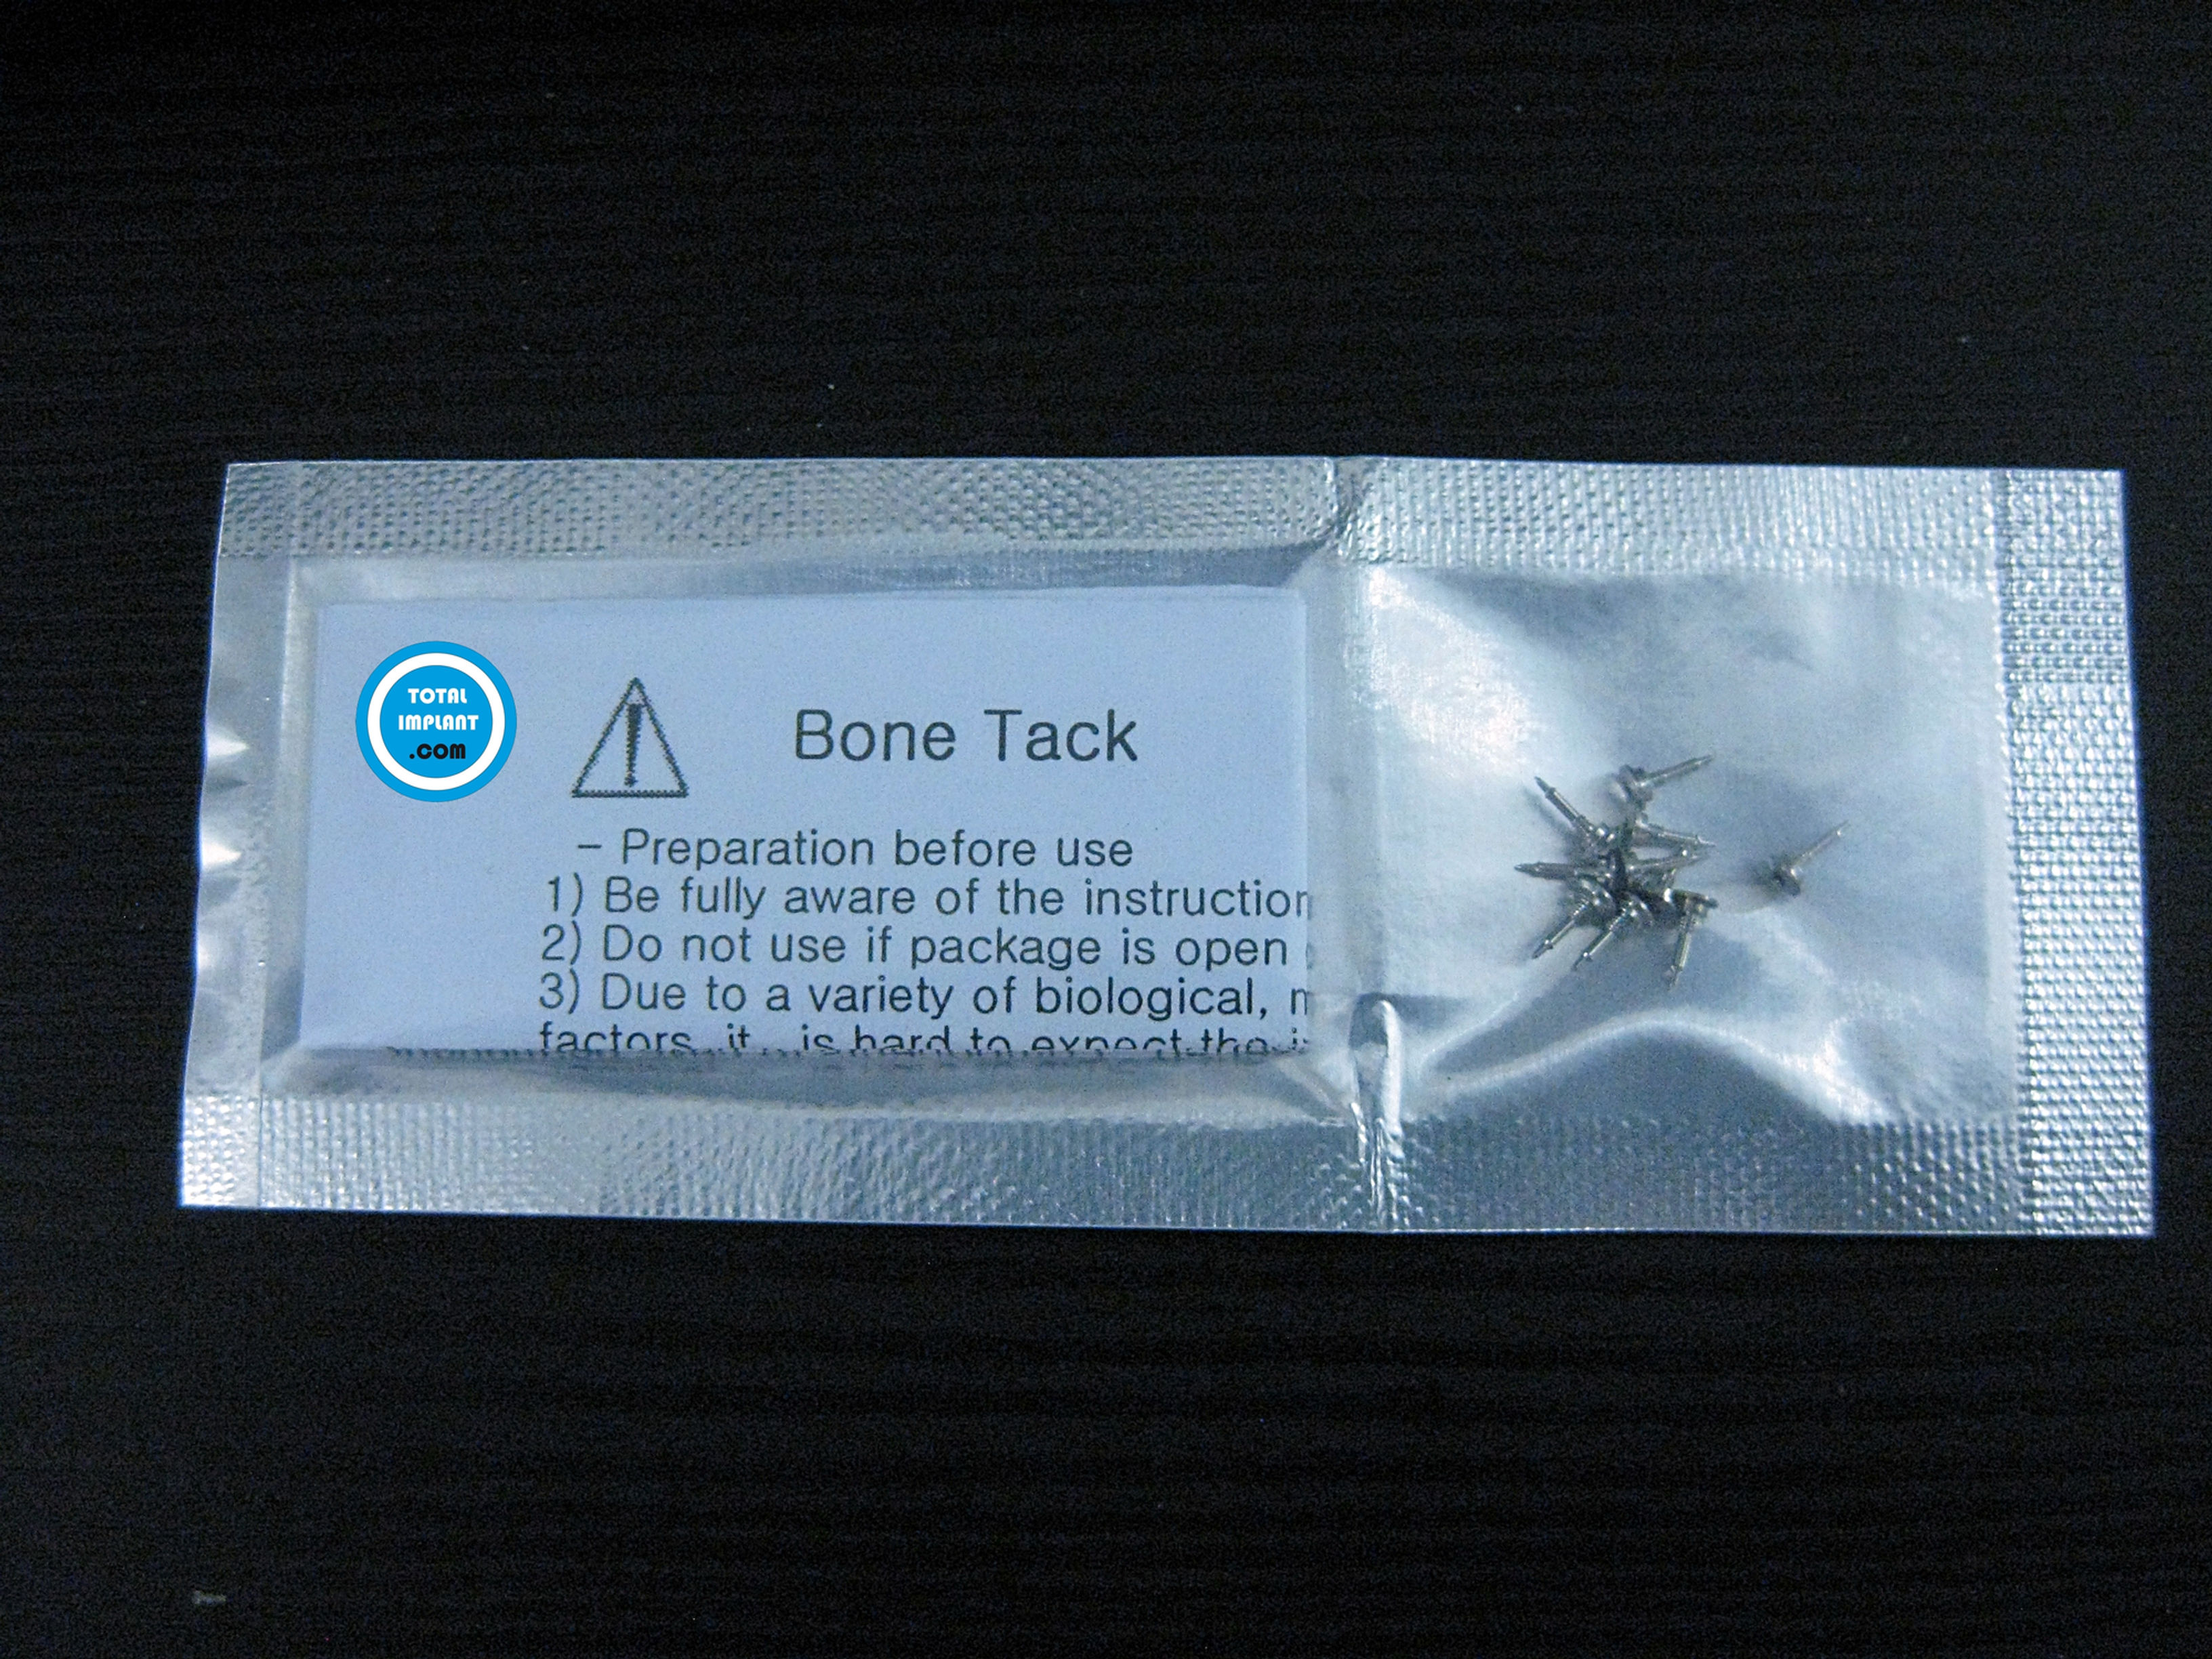 TOTAL
IMPLANT
.COM
Bone Tack
– Preparation before use
1) Be fully aware of the instruction
2) Do not use if package is open
3) Due to a variety of biological,
factors, it is hard to expect the